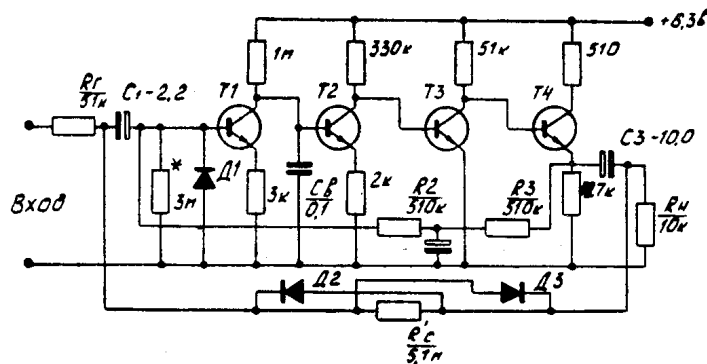 +6,3в
1м
330к
51к
510
Rг
51к
С1-2,2
Т1
Т2
Т3
Т4
С3-10,0
*
3м
Д1
3к
Св
0,1
2к
R2
510к
R3
510к
7к
Rн
10к
Вход
Д2
Д3
R'с
5,1м